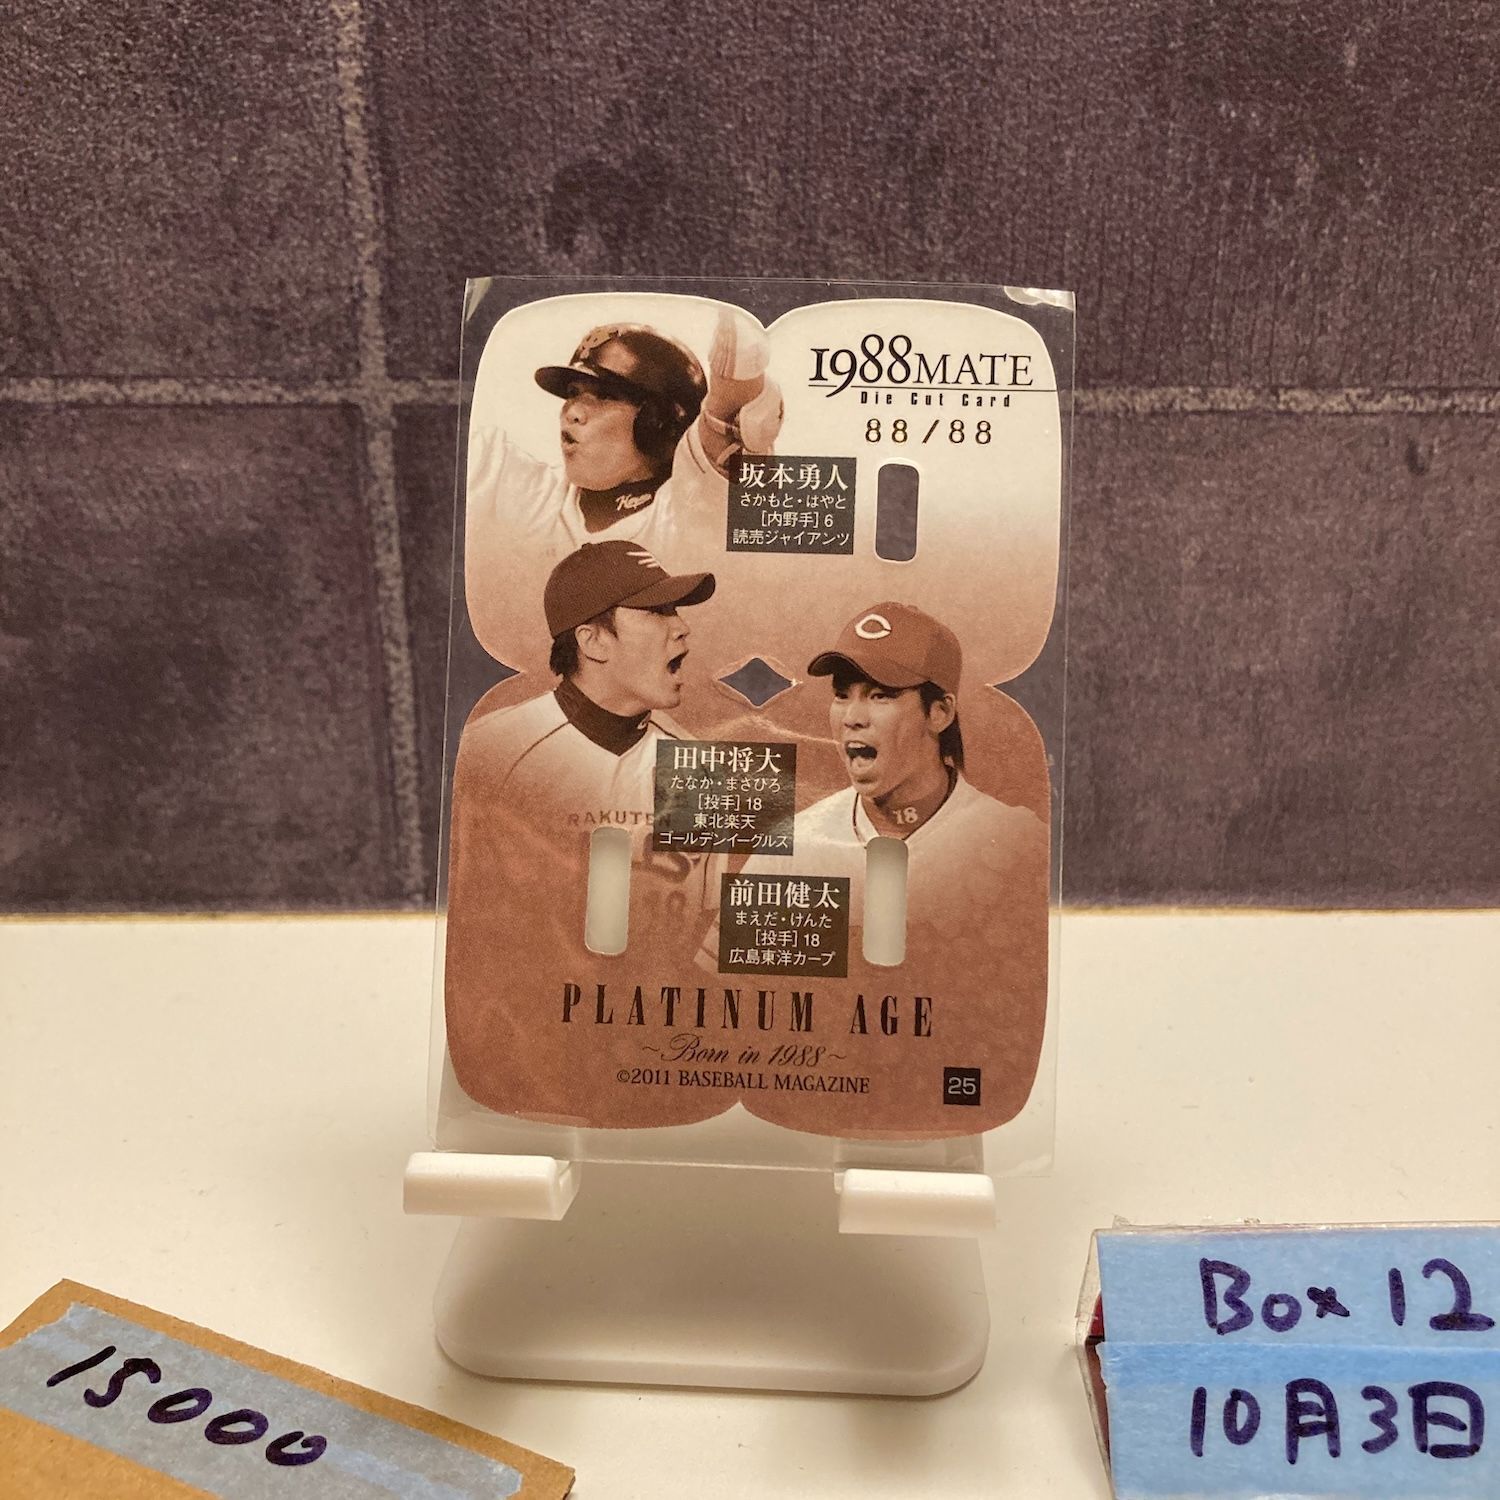 1988MATE
Die Cut Card
88/88
坂本勇人
さかもと・はやと
[内野手] 6
読売ジャイアンツ
田中将大
たなか・まさひろ
[投手] 18
東北楽天
ゴールデンイーグルス
RAKUTEN
18
18
前田健太
まえだ・けんた
[投手] 18
広島東洋カープ
PLATINUM AGE
~Born in 1988~
©2011 BASEBALL MAGAZINE
25
15000
Box 12
10月3日